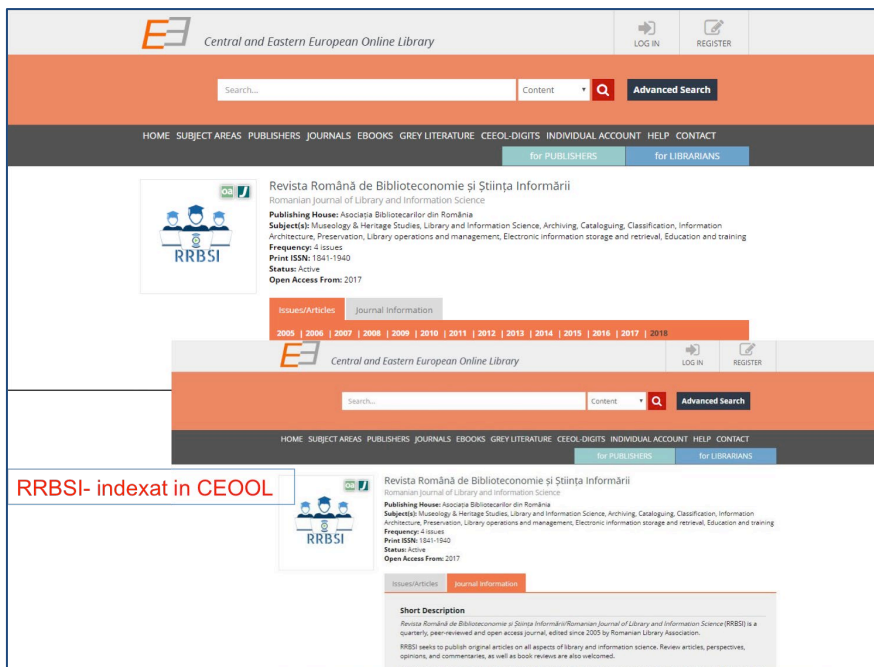 Central and Eastern European Online Library
LOG IN
REGISTER
Search...
Content
Advanced Search
HOME SUBJECT AREAS PUBLISHERS JOURNALS EBOOKS GREY LITERATURE CEEOL-DIGITS INDIVIDUAL ACCOUNT HELP CONTACT
for PUBLISHERS
for LIBRARIANS
oa J
RRBSI
Revista Română de Biblioteconomie și Știința Informării
Romanian Journal of Library and Information Science
Publishing House: Asociația Bibliotecarilor din România
Subject(s): Museology & Heritage Studies, Library and Information Science, Archiving, Cataloguing, Classification, Information
Architecture, Preservation, Library operations and management, Electronic information storage and retrieval, Education and training
Frequency: 4 issues
Print ISSN: 1841-1940
Status: Active
Open Access From: 2017
Issues/Articles
Journal Information
2005 | 2006 | 2007 | 2008 | 2009 | 2010 | 2011 | 2012 | 2013 | 2014 | 2015 | 2016 | 2017 | 2018
Central and Eastern European Online Library
LOG IN
REGISTER
Search...
Content
Advanced Search
HOME SUBJECT AREAS PUBLISHERS JOURNALS EBOOKS GREY LITERATURE CEEOL-DIGITS INDIVIDUAL ACCOUNT HELP CONTACT
for PUBLISHERS
for LIBRARIANS
RRBSI- indexat in CEOOL
oa J
RRBSI
Revista Română de Biblioteconomie și Știința Informării
Romanian Journal of Library and Information Science
Publishing House: Asociația Bibliotecarilor din România
Subject(s): Museology & Heritage Studies, Library and Information Science, Archiving, Cataloguing, Classification, Information
Architecture, Preservation, Library operations and management, Electronic information storage and retrieval, Education and training
Frequency: 4 issues
Print ISSN: 1841-1940
Status: Active
Open Access From: 2017
Issues/Articles
Journal Information
Short Description
Revista Română de Biblioteconomie și Știința Informării/Romanian Journal of Library and Information Science (RRBSI) is a
quarterly, peer-reviewed and open access journal, edited since 2005 by Romanian Library Association.
RRBSI seeks to publish original articles on all aspects of library and information science. Review articles, perspectives,
opinions, and commentaries, as well as book reviews are also welcomed.